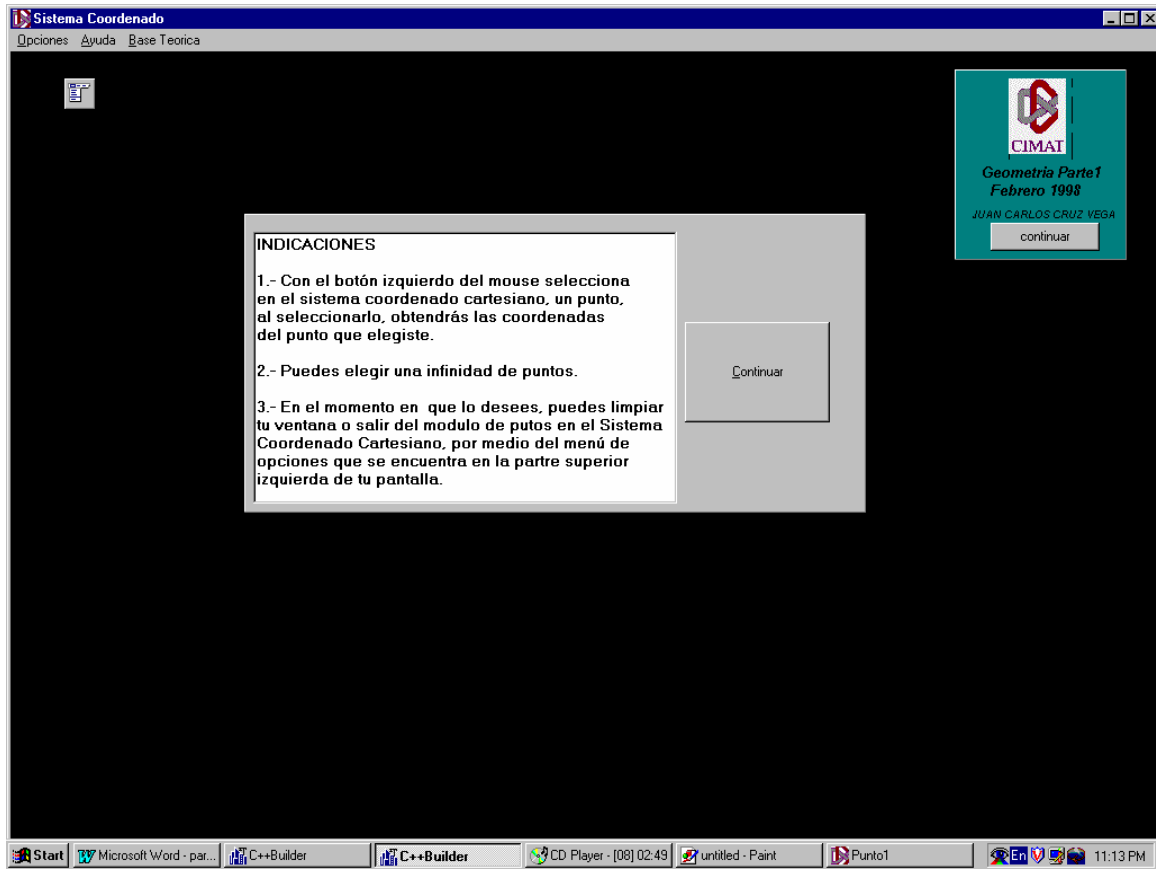 Sistema Coordenado
Opciones Ayuda Base Teorica
CIMAT
Geometria Parte1
Febrero 1998
JUAN CARLOS CRUZ VEGA
continuar
INDICACIONES
1.- Con el botón izquierdo del mouse selecciona
en el sistema coordenado cartesiano, un punto,
al seleccionarlo, obtendrás las coordenadas
del punto que elegiste.
2.- Puedes elegir una infinidad de puntos.
3.- En el momento en que lo desees, puedes limpiar
tu ventana o salir del modulo de putos en el Sistema
Coordenado Cartesiano, por medio del menú de
opciones que se encuentra en la partre superior
izquierda de tu pantalla.
Continuar
Start Microsoft Word - par... C++Builder C++Builder CD Player - [08] 02:49 untitled - Paint Punto1 En 11:13 PM